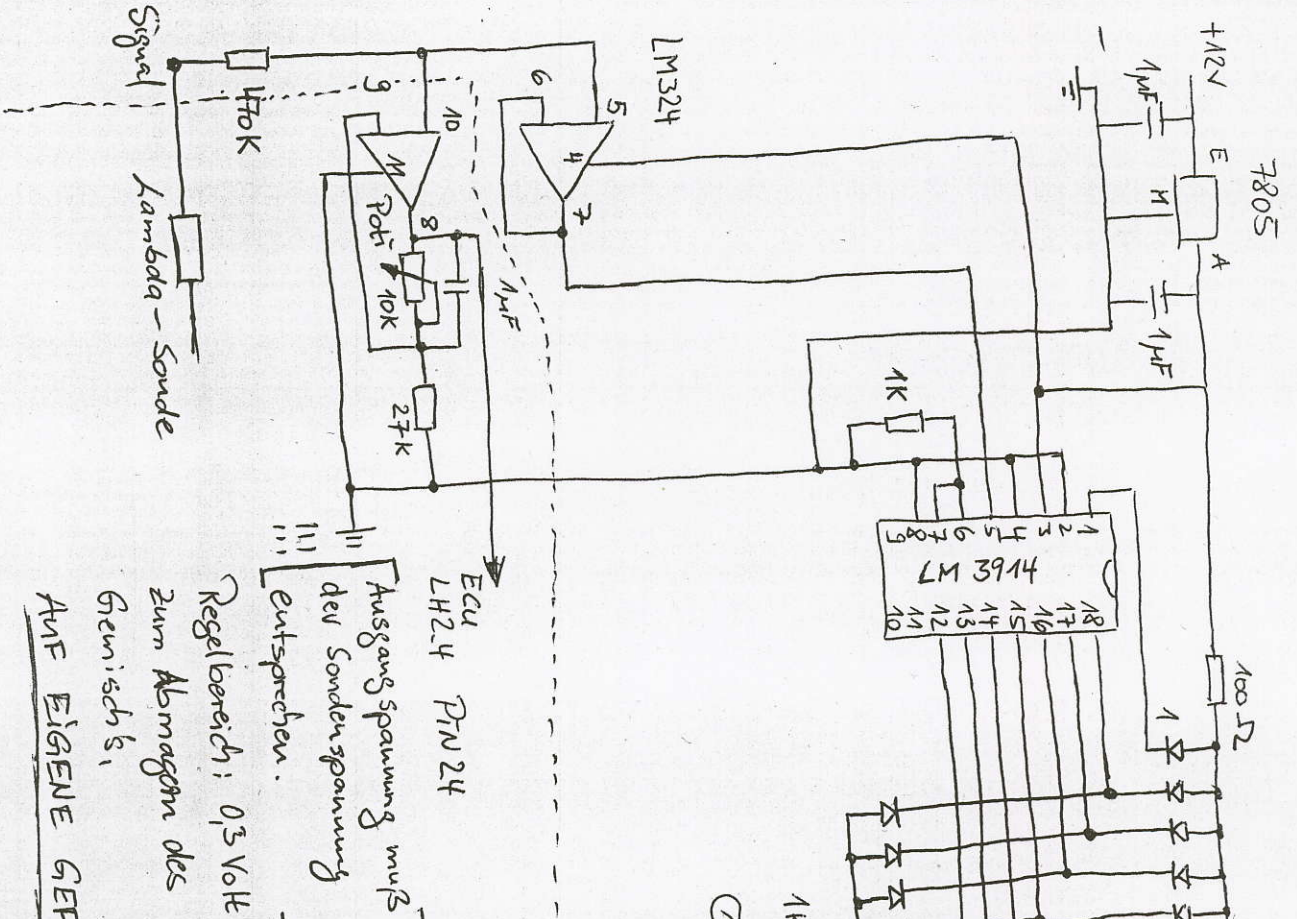 +12V
1µF
E
7805
M
A
1µF
LM324
5
6
4
7
Signal
470K
9
10
11
8
Poti
10K
1µF
27K
Lambda-Sonde
1K
1
2
3
4
5
6
7
8
9
LM 3914
18
17
16
15
14
13
12
11
10
100Ω
1
ECU
LH2.4 PIN 24
Ausgangsspannung muß
der Sondenspannung
entsprechen.
!!!
Regelbereich: 0,3 Volt
zum Abmagern des
Gemisch's!
AUF EIGENE GEF